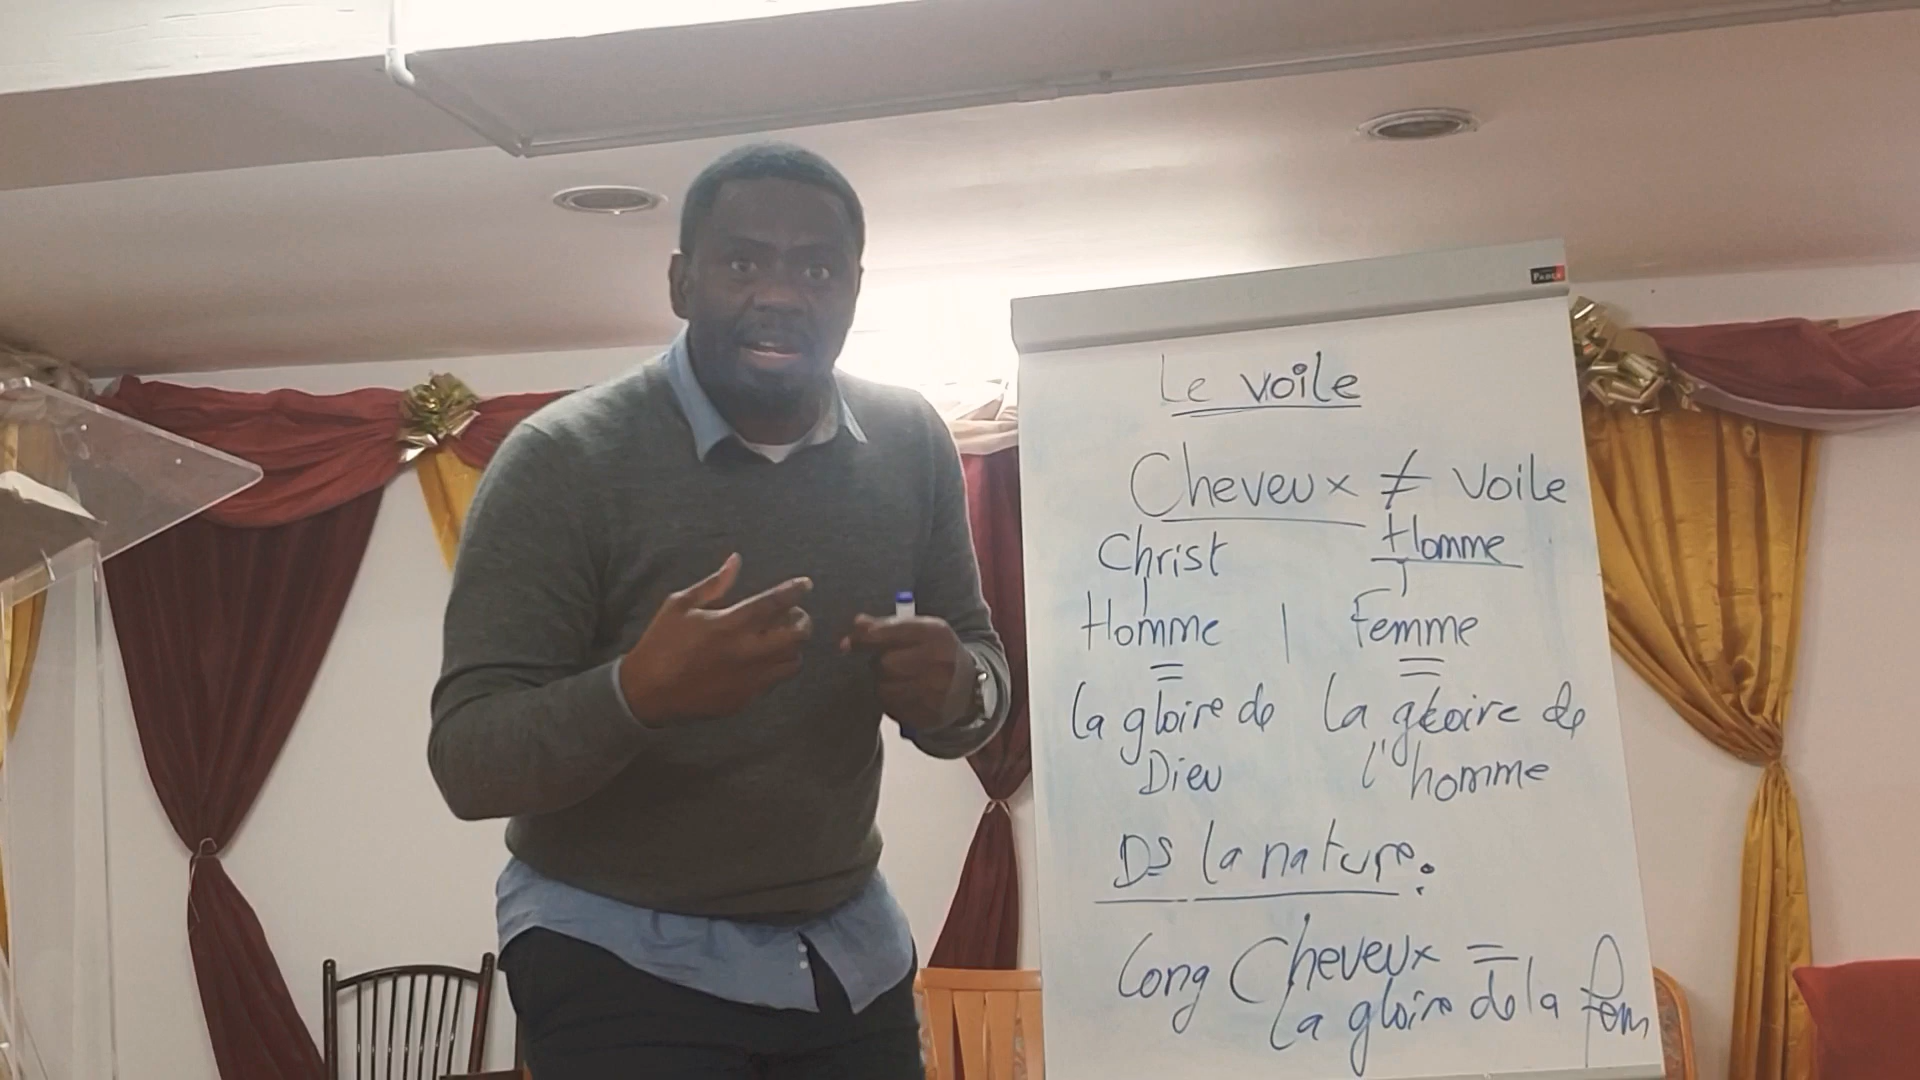 Le voile
Cheveux ≠ Voile
Christ Homme
Homme | Femme
= =
la gloire de la gloire de
Dieu l'homme
Ds la nature:
long Cheveux =
la gloire de la fem